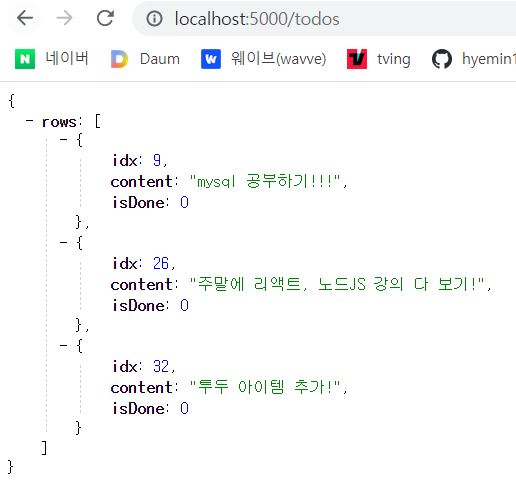 localhost:5000/todos
네이버 Daum 웨이브(wavve) tving hyemin1
{
- rows: [
- {
idx: 9,
content: "mysql 공부하기!!!",
isDone: 0
},
- {
idx: 26,
content: "주말에 리액트, 노드JS 강의 다 보기!",
isDone: 0
},
- {
idx: 32,
content: "투두 아이템 추가!",
isDone: 0
}
]
}